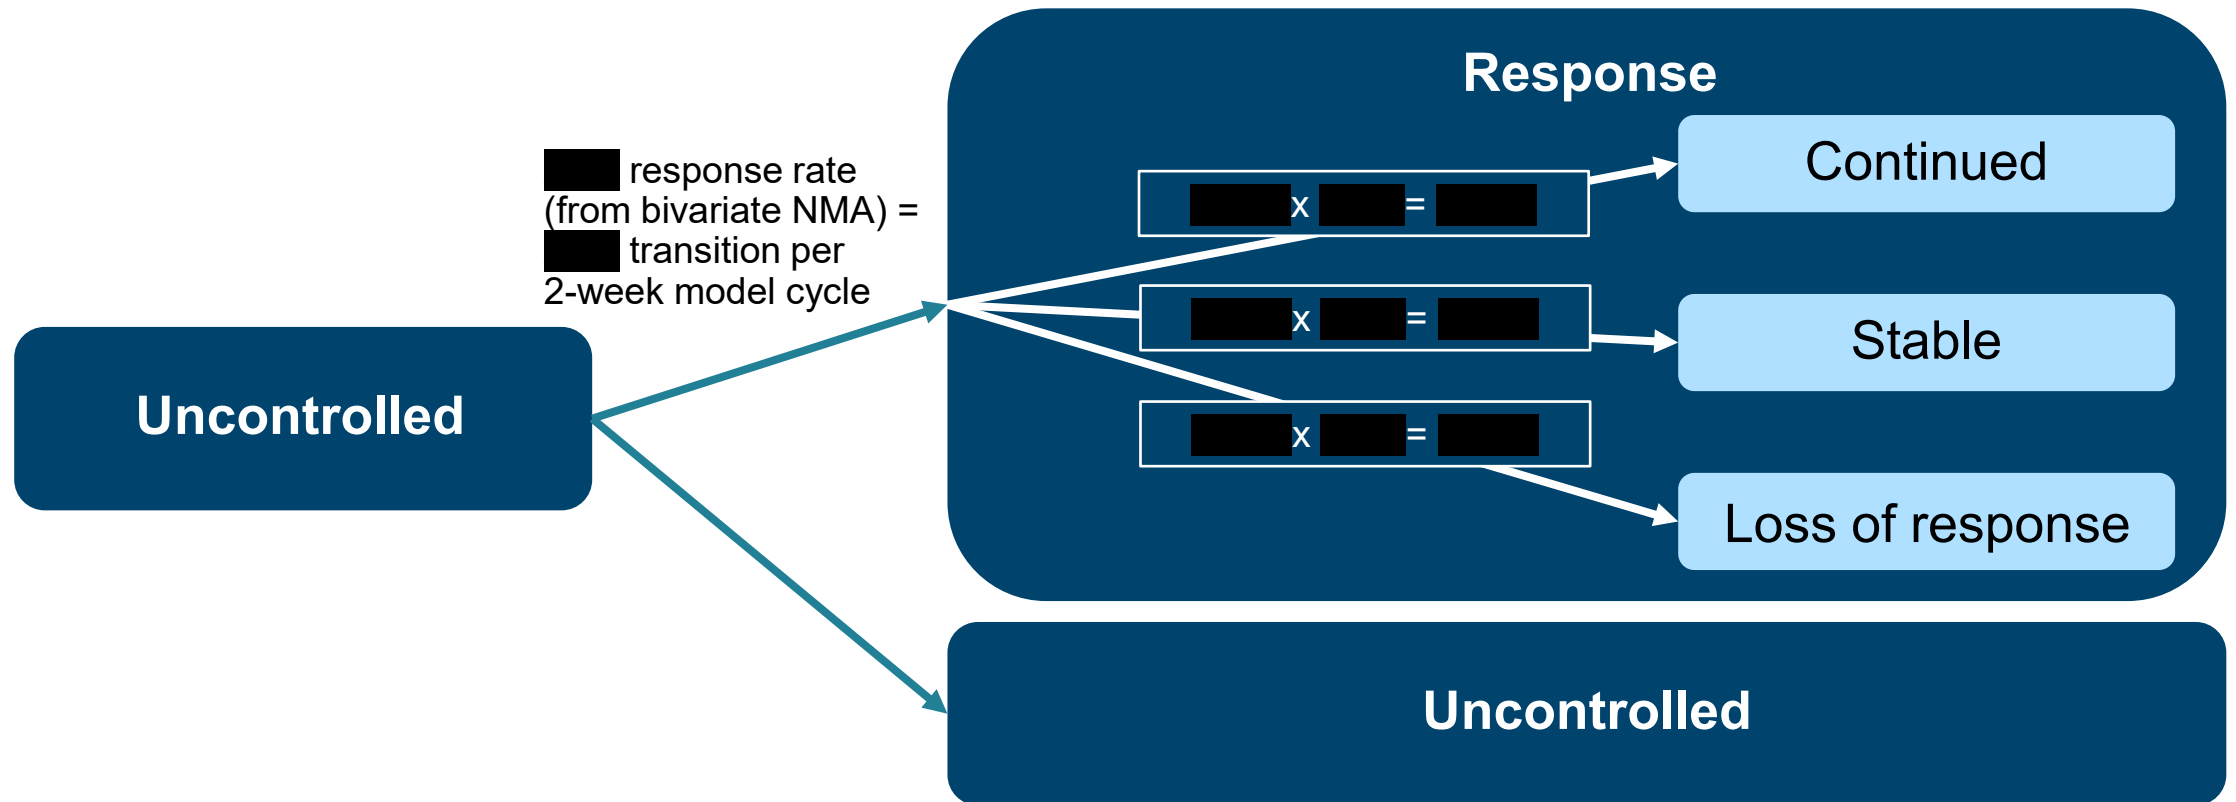 Response
response rate
(from bivariate NMA) =
transition per
2-week model cycle
Continued
x =
Stable
x =
Uncontrolled
x =
Loss of response
Uncontrolled